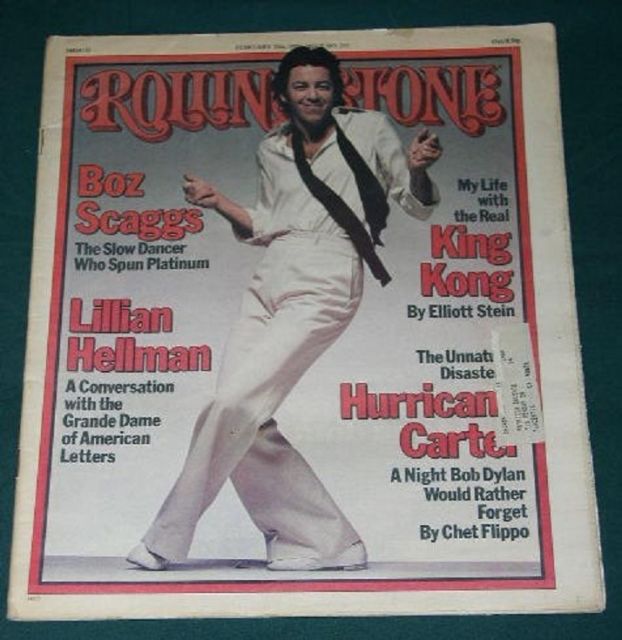 ROLLING STONE
Boz
Scaggs
The Slow Dancer
Who Spun Platinum
My Life
with
the Real
King
Kong
By Elliott Stein
Lillian
Hellman
A Conversation
with the
Grande Dame
of American
Letters
The
Hurrican
Carter
A Night Bob Dylan
Would Rather
Forget
By Chet Flippo